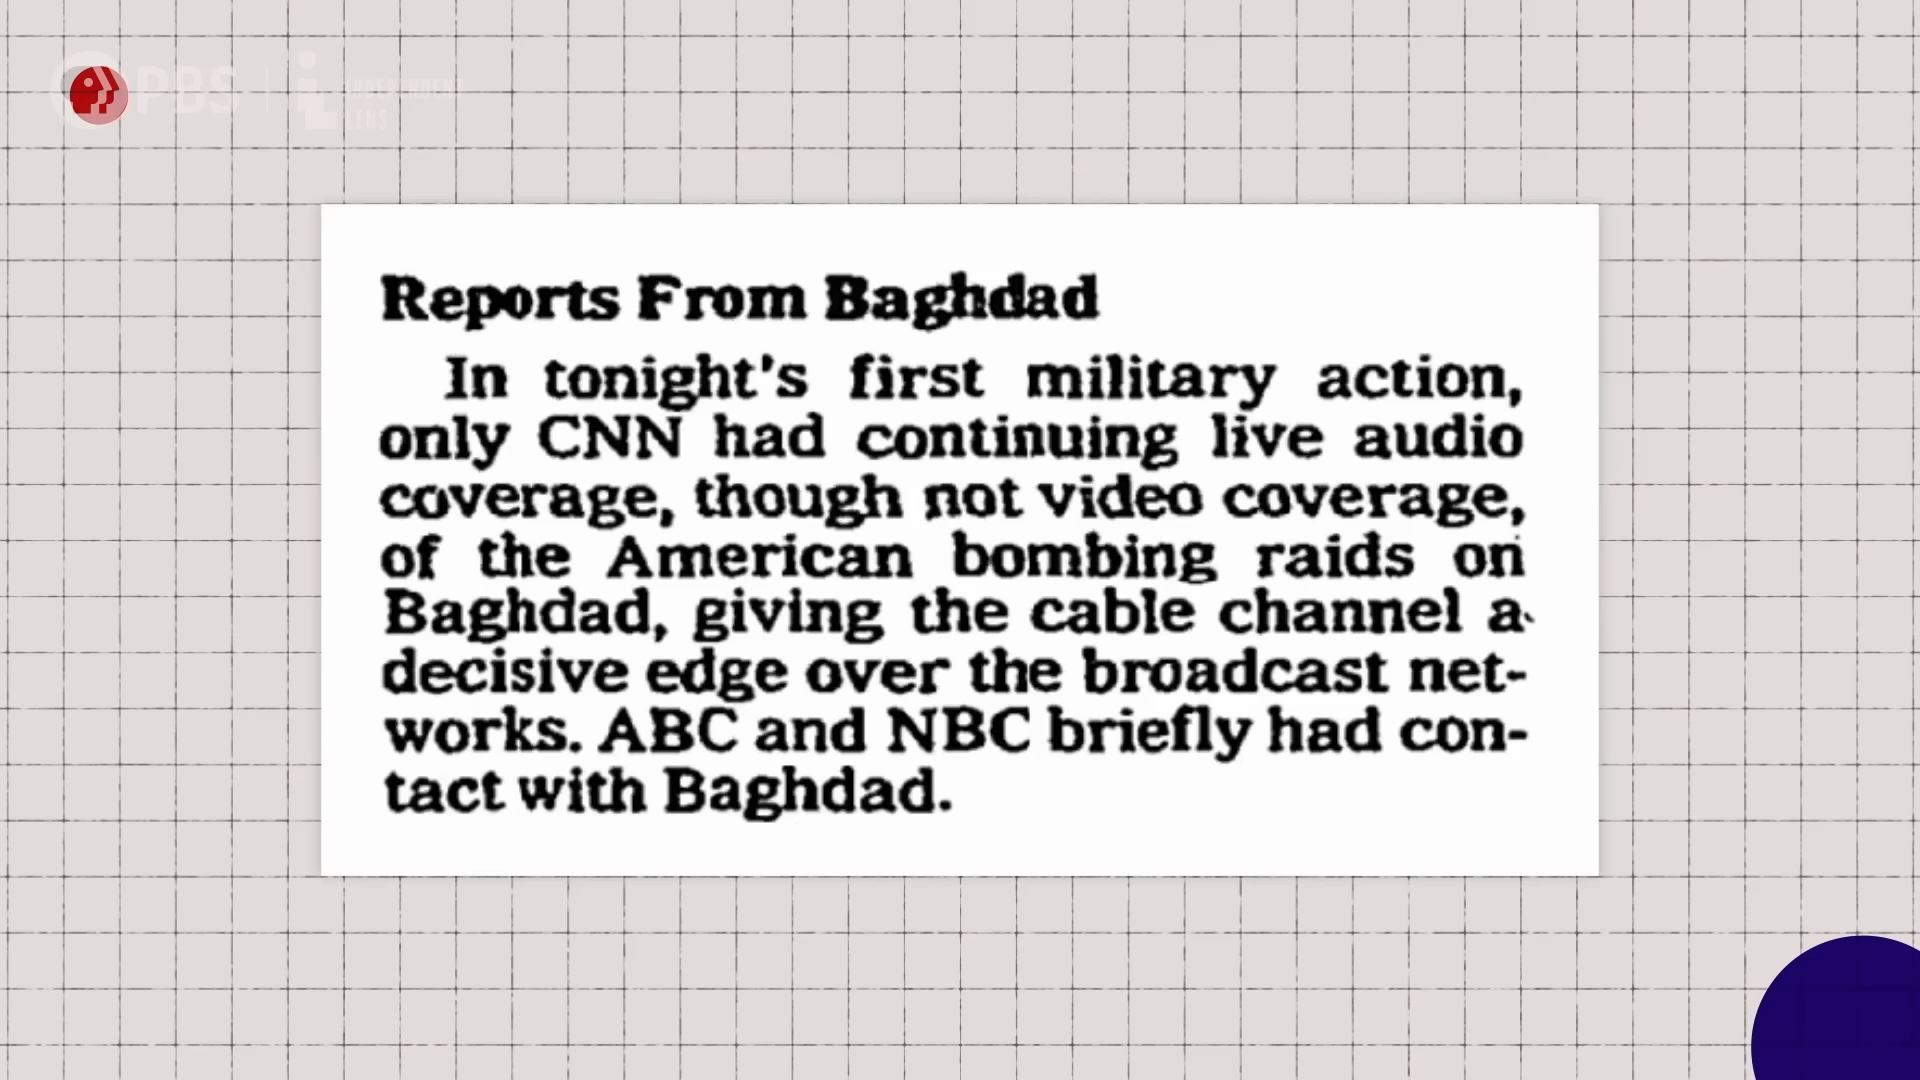 PBS
INDEPENDENT
LENS
Reports From Baghdad
In tonight's first military action,
only CNN had continuing live audio
coverage, though not video coverage,
of the American bombing raids on
Baghdad, giving the cable channel a
decisive edge over the broadcast net-
works. ABC and NBC briefly had con-
tact with Baghdad.